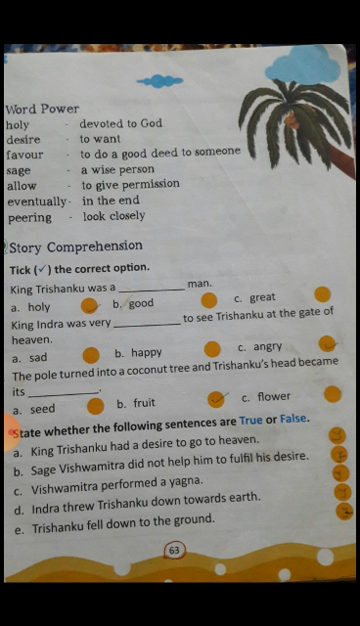 Word Power
holy - devoted to God
desire - to want
favour - to do a good deed to someone
sage - a wise person
allow - to give permission
eventually - in the end
peering - look closely
Story Comprehension
Tick (✓) the correct option.
King Trishanku was a ________ man.
a. holy b. good c. great
King Indra was very ________ to see Trishanku at the gate of
heaven.
a. sad b. happy c. angry
The pole turned into a coconut tree and Trishanku's head became
its ________.
a. seed b. fruit c. flower
State whether the following sentences are True or False.
a. King Trishanku had a desire to go to heaven.
b. Sage Vishwamitra did not help him to fulfil his desire.
c. Vishwamitra performed a yagna.
d. Indra threw Trishanku down towards earth.
e. Trishanku fell down to the ground.
63